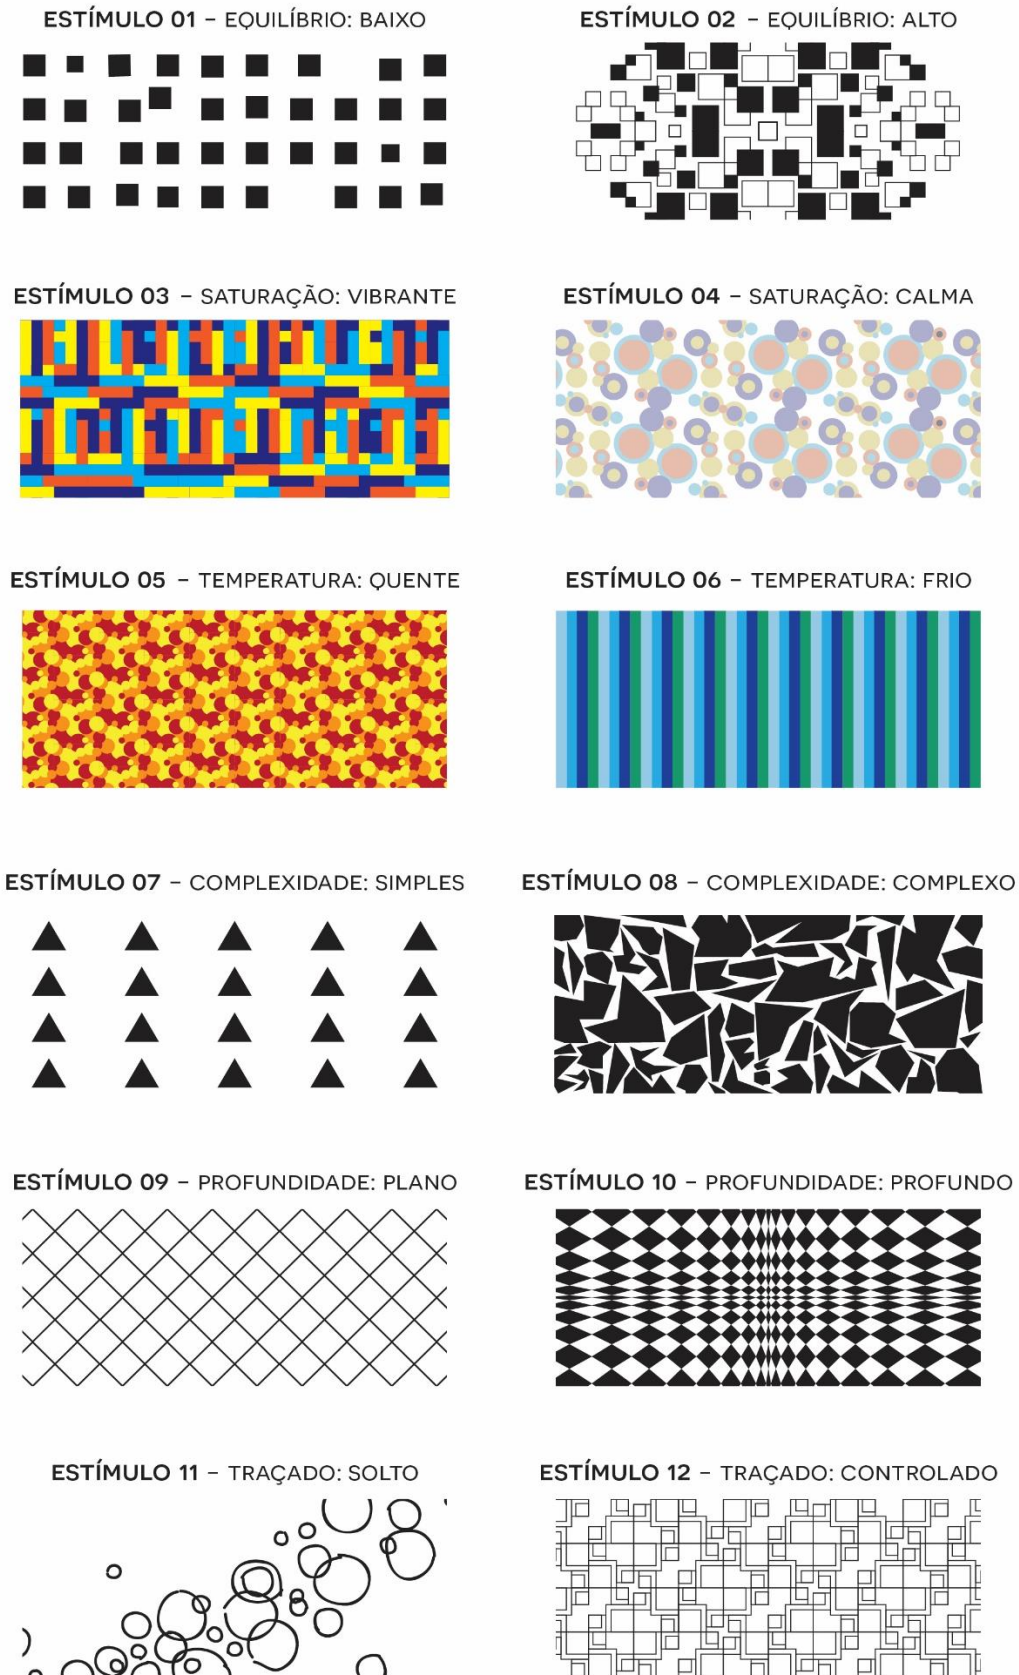 ESTÍMULO 01 – EQUILÍBRIO: BAIXO
ESTÍMULO 02 – EQUILÍBRIO: ALTO
ESTÍMULO 03 – SATURAÇÃO: VIBRANTE
ESTÍMULO 04 – SATURAÇÃO: CALMA
ESTÍMULO 05 – TEMPERATURA: QUENTE
ESTÍMULO 06 – TEMPERATURA: FRIO
ESTÍMULO 07 – COMPLEXIDADE: SIMPLES
ESTÍMULO 08 – COMPLEXIDADE: COMPLEXO
ESTÍMULO 09 – PROFUNDIDADE: PLANO
ESTÍMULO 10 – PROFUNDIDADE: PROFUNDO
ESTÍMULO 11 – TRAÇADO: SOLTO
ESTÍMULO 12 – TRAÇADO: CONTROLADO